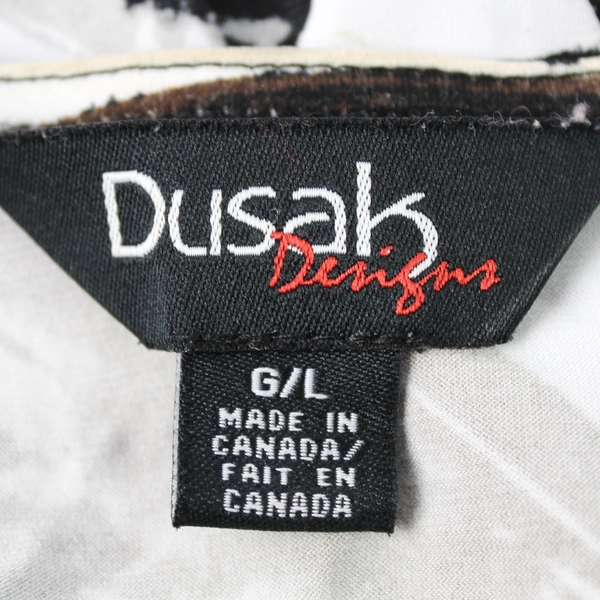 Dusak
Designs
G/L
MADE IN
CANADA/
FAIT EN
CANADA